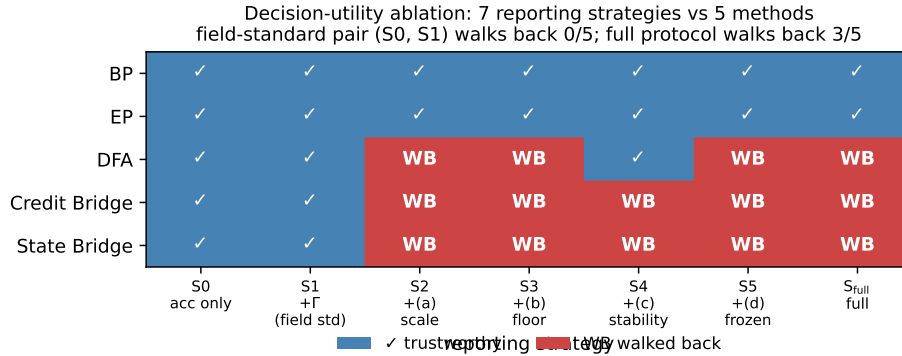 Decision-utility ablation: 7 reporting strategies vs 5 methods
field-standard pair (S0, S1) walks back 0/5; full protocol walks back 3/5
BP ✓ ✓ ✓ ✓ ✓ ✓ ✓
EP ✓ ✓ ✓ ✓ ✓ ✓ ✓
DFA ✓ ✓ WB WB ✓ WB WB
Credit Bridge ✓ ✓ WB WB WB WB WB
State Bridge ✓ ✓ WB WB WB WB WB
S0 S1 S2 S3 S4 S5 Sfull
acc only +Γ +(a) +(b) +(c) +(d) full
(field std) scale floor stability frozen
✓ trustworthy WB walked back
reporting strategy